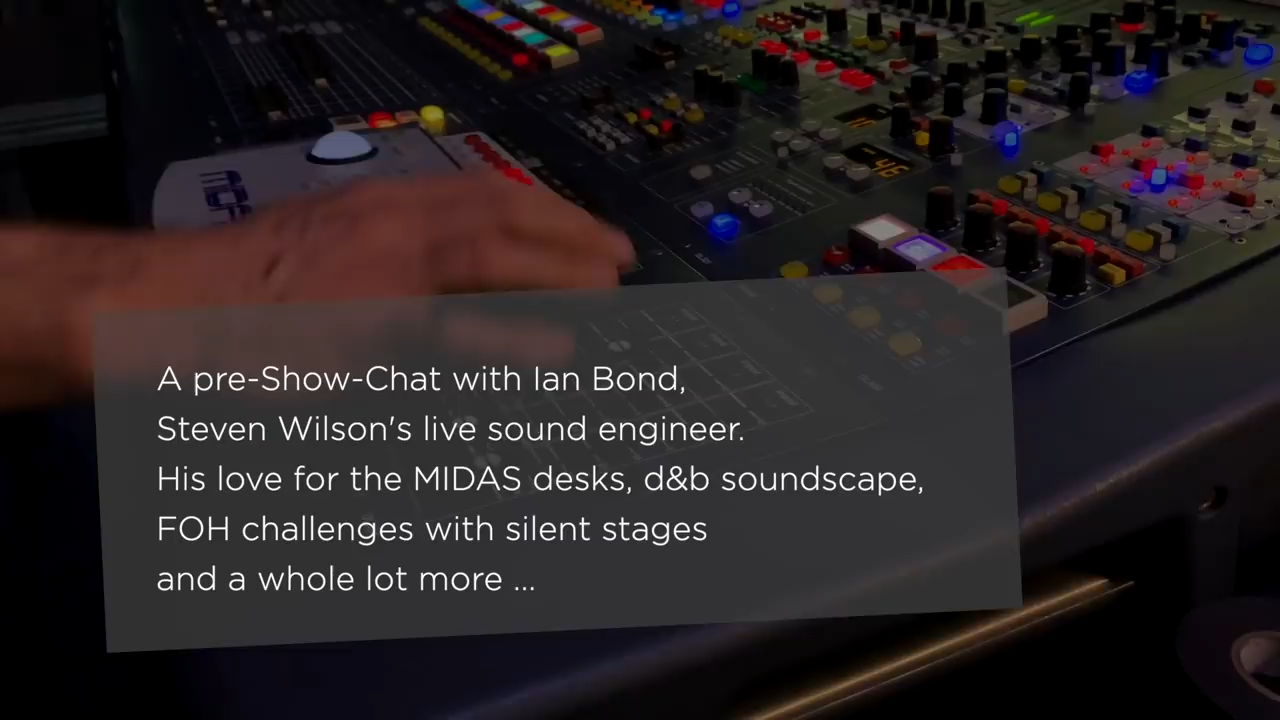 A pre-Show-Chat with Ian Bond,
Steven Wilson's live sound engineer.
His love for the MIDAS desks, d&b soundscape,
FOH challenges with silent stages
and a whole lot more ...
46